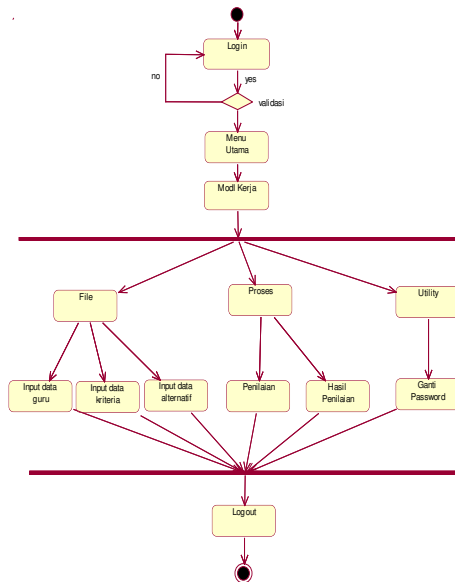 Login
no
yes
validasi
Menu
Utama
Modl Kerja
File
Proses
Utility
Input data
guru
Input data
kriteria
Input data
alternatif
Penilaian
Hasil
Penilaian
Ganti
Password
Logout